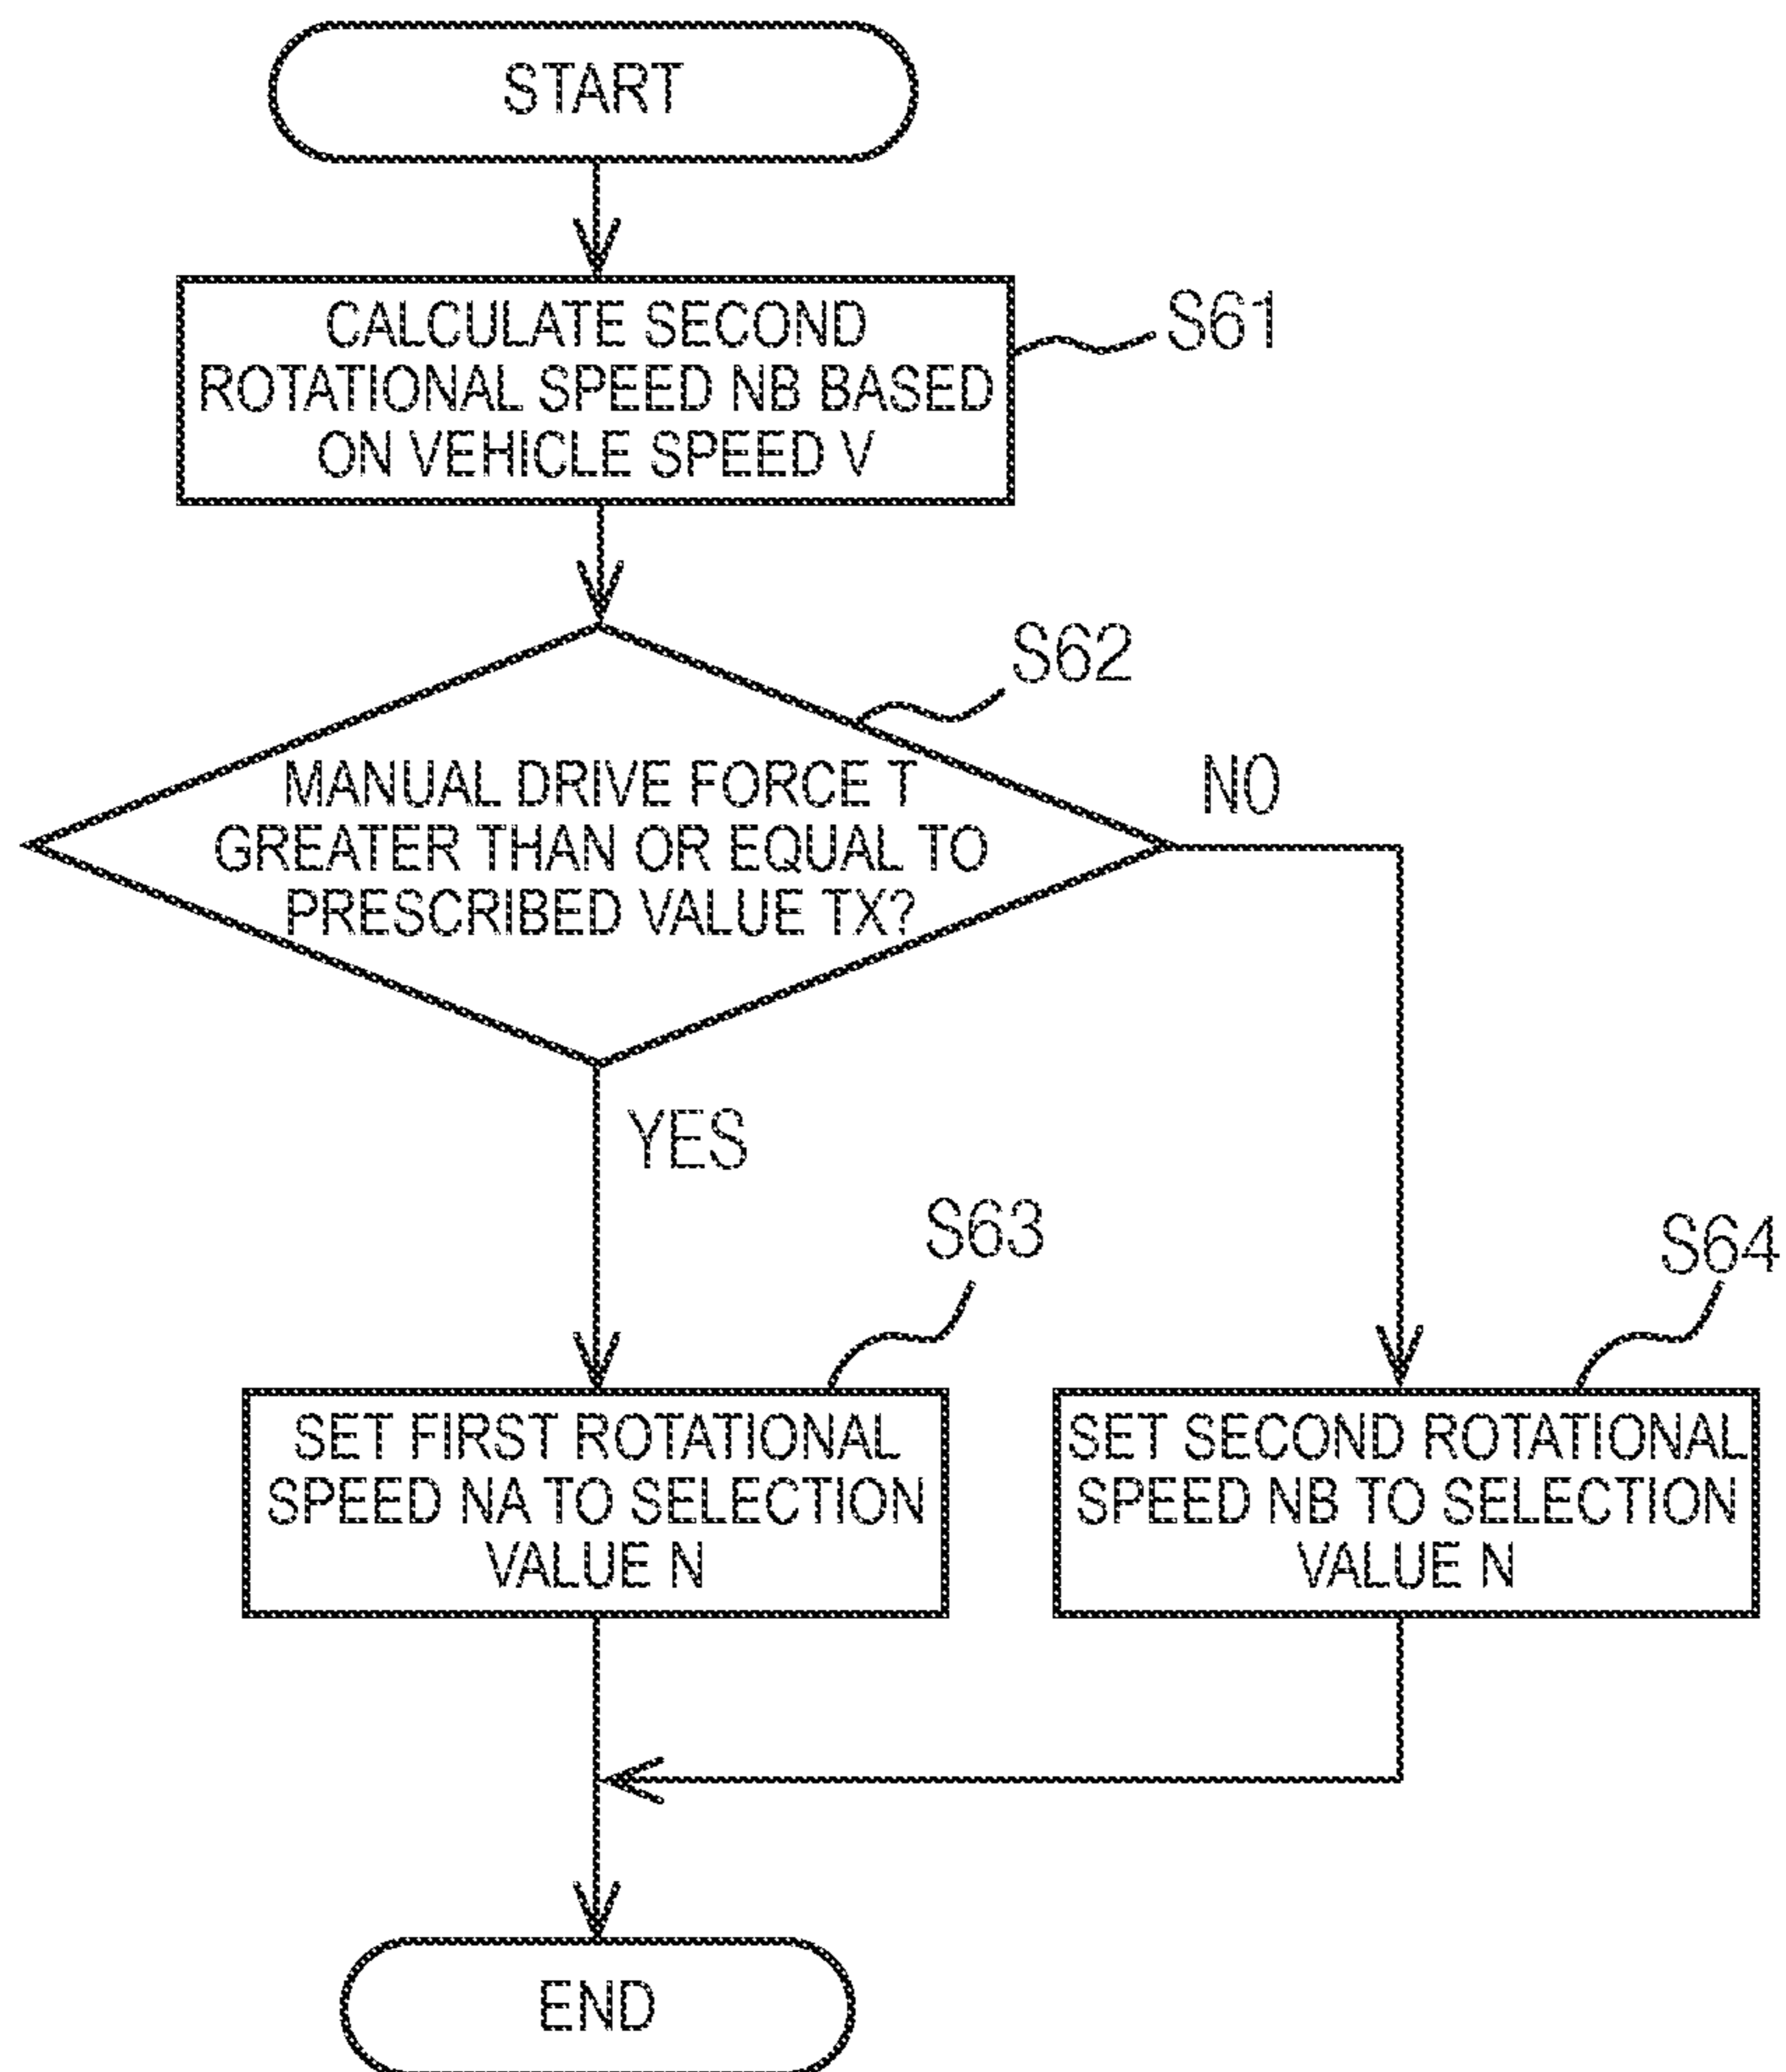 START
CALCULATE SECOND
ROTATIONAL SPEED NB BASED
ON VEHICLE SPEED V
S61
S62
MANUAL DRIVE FORCE T
GREATER THAN OR EQUAL TO
PRESCRIBED VALUE TX?
NO
YES
S63
SET FIRST ROTATIONAL
SPEED NA TO SELECTION
VALUE N
S64
SET SECOND ROTATIONAL
SPEED NB TO SELECTION
VALUE N
END